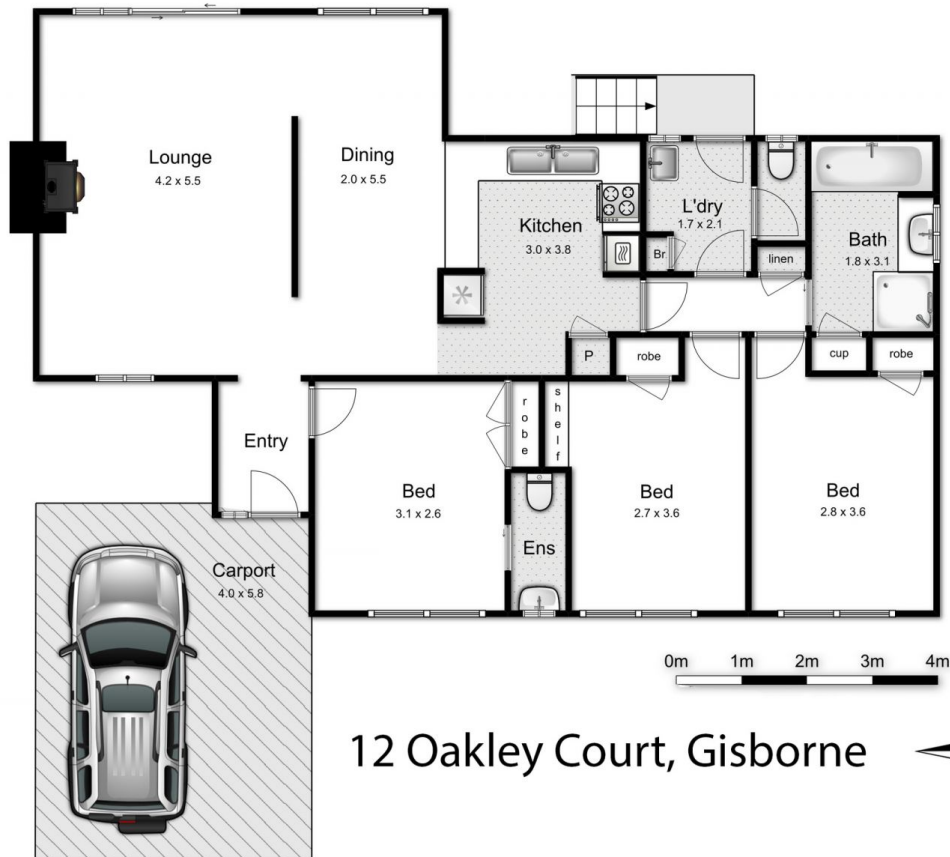 Lounge
4.2 x 5.5
Dining
2.0 x 5.5
Kitchen
3.0 x 3.8
L'dry
1.7 x 2.1
Br
linen
Bath
1.8 x 3.1
P
robe
cup
robe
Entry
robe
shelf
Bed
3.1 x 2.6
Bed
2.7 x 3.6
Bed
2.8 x 3.6
Ens
Carport
4.0 x 5.8
0m 1m 2m 3m 4m
12 Oakley Court, Gisborne